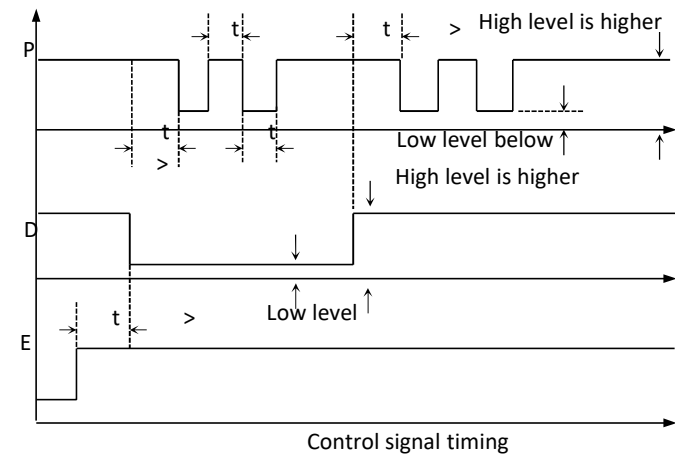 t
t
>
High level is higher
P
t
t
Low level below
>
High level is higher
D
Low level
t
>
E
Control signal timing